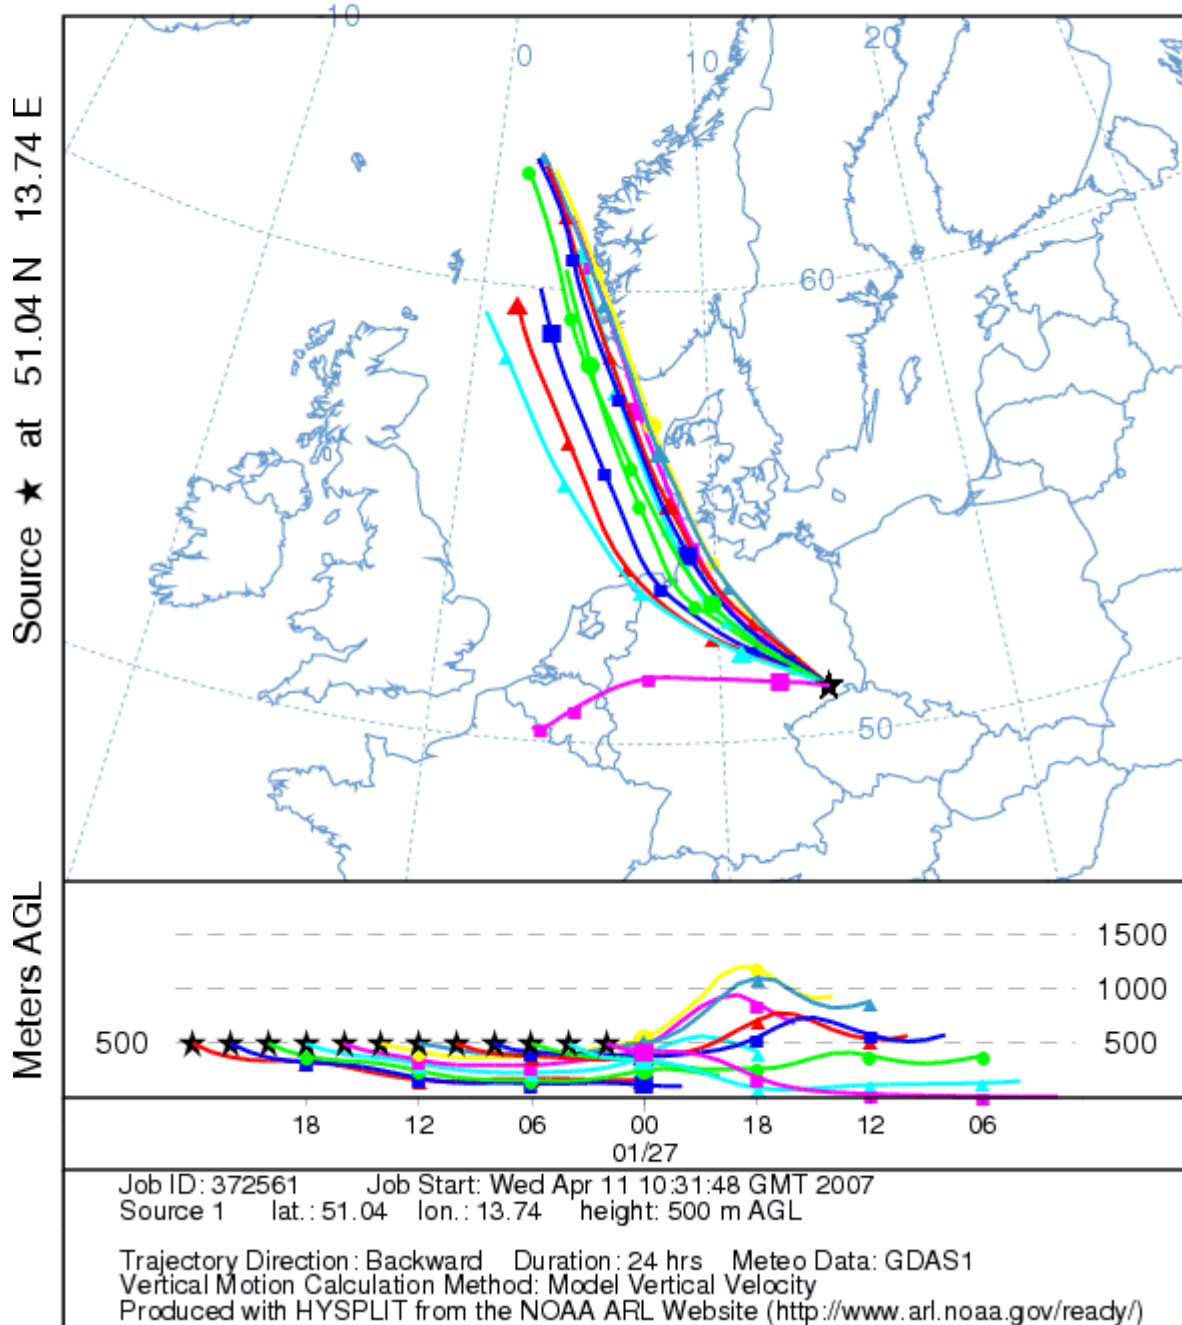 -10
0
10
20
60
50
Source ★ at 51.04 N 13.74 E
Meters AGL
1500
1000
500
500
18 12 06 00 18 12 06
01/27
Job ID: 372561 Job Start: Wed Apr 11 10:31:48 GMT 2007
Source 1 lat.: 51.04 lon.: 13.74 height: 500 m AGL
Trajectory Direction: Backward Duration: 24 hrs Meteo Data: GDAS1
Vertical Motion Calculation Method: Model Vertical Velocity
Produced with HYSPLIT from the NOAA ARL Website (http://www.arl.noaa.gov/ready/)